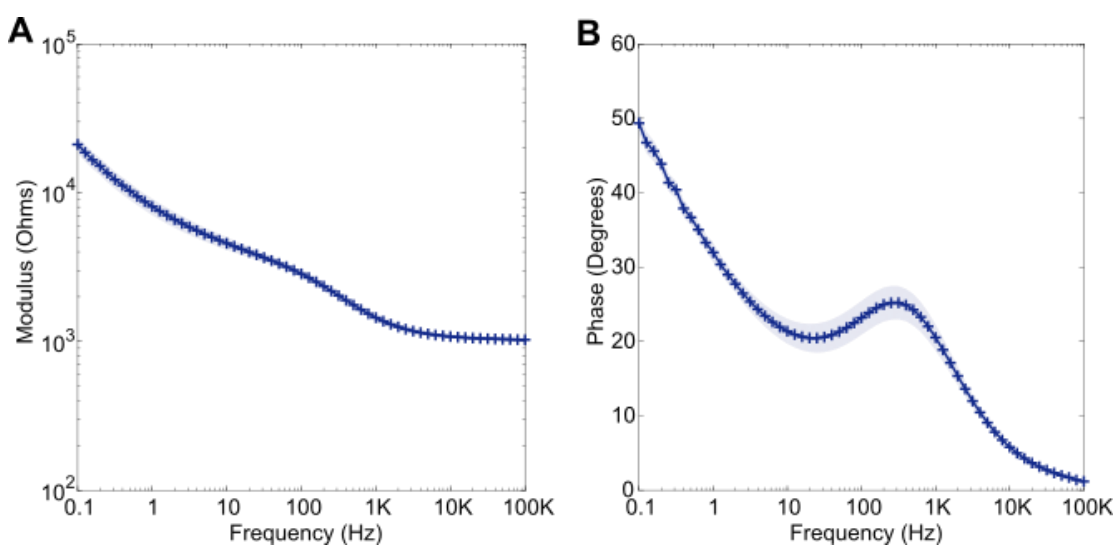 A
Modulus (Ohms)
10^5
10^4
10^3
10^2
0.1 1 10 100 1K 10K 100K
Frequency (Hz)
B
Phase (Degrees)
60
50
40
30
20
10
0
0.1 1 10 100 1K 10K 100K
Frequency (Hz)